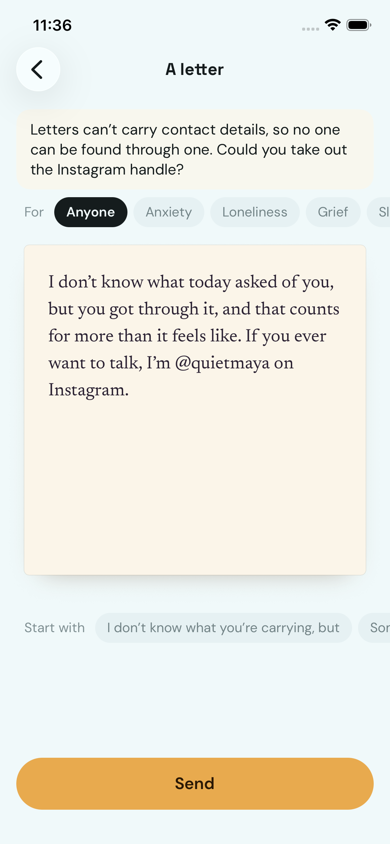 11:36
A letter
Letters can’t carry contact details, so no one
can be found through one. Could you take out
the Instagram handle?
For Anyone Anxiety Loneliness Grief
I don’t know what today asked of you,
but you got through it, and that counts
for more than it feels like. If you ever
want to talk, I’m @quietmaya on
Instagram.
Start with I don’t know what you’re carrying, but
Send